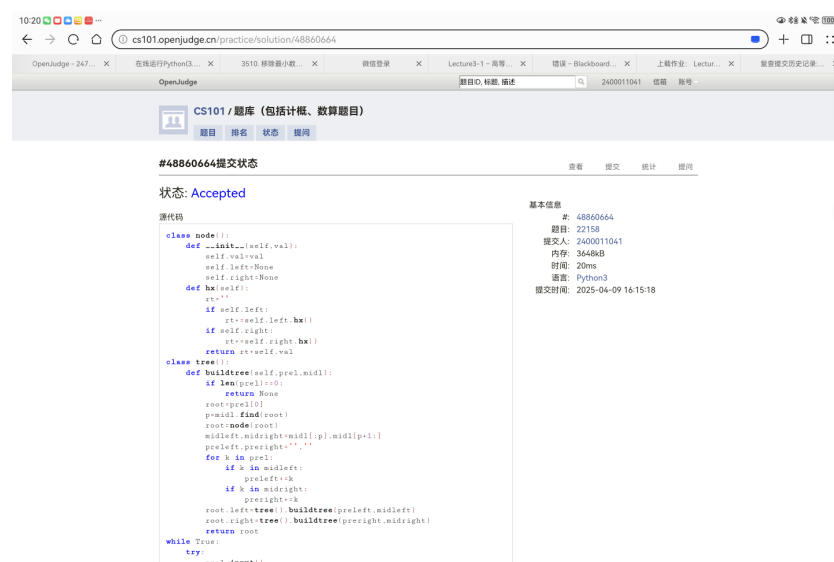 10:20
cs101.openjudge.cn/practice/solution/48860664
OpenJudge - 247... × 在线运行Python(3.... × 3510. 移除最小数... × 微信登录 × Lecture3-1 - 高等... × 错误 - Blackboard... × 上载作业: Lectur... × 复查提交历史记录:...
OpenJudge 题目ID, 标题, 描述 2400011041 信箱 账号
CS101 / 题库（包括计概、数算题目）
题目 排名 状态 提问
#48860664提交状态 查看 提交 统计 提问
状态: Accepted
源代码
class node():
def __init__(self,val):
self.val=val
self.left=None
self.right=None
def hx(self):
rt=''
if self.left:
rt+=self.left.hx()
if self.right:
rt+=self.right.hx()
return rt+self.val
class tree():
def buildtree(self,prel,midl):
if len(prel)==0:
return None
root=prel[0]
p=midl.find(root)
root=node(root)
midleft,midright=midl[:p],midl[p+1:]
preleft,preright='',''
for k in prel:
if k in midleft:
preleft+=k
if k in midright:
preright+=k
root.left=tree().buildtree(preleft,midleft)
root.right=tree().buildtree(preright,midright)
return root
while True:
try:
基本信息
#: 48860664
题目: 22158
提交人: 2400011041
内存: 3648kB
时间: 20ms
语言: Python3
提交时间: 2025-04-09 16:15:18